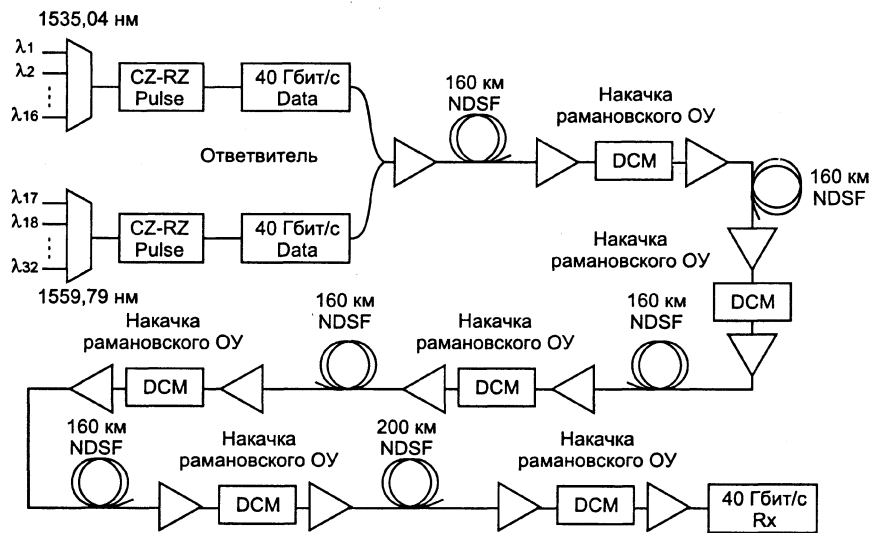 1535,04 нм
λ1
λ2
λ16
CZ-RZ
Pulse
40 Гбит/с
Data
160 км
NDSF
Накачка
рамановского ОУ
DCM
160 км
NDSF
Ответвитель
λ17
λ18
λ32
CZ-RZ
Pulse
40 Гбит/с
Data
1559,79 нм
Накачка
рамановского ОУ
DCM
160 км
NDSF
Накачка
рамановского ОУ
DCM
160 км
NDSF
Накачка
рамановского ОУ
DCM
160 км
NDSF
Накачка
рамановского ОУ
DCM
200 км
NDSF
Накачка
рамановского ОУ
DCM
40 Гбит/с
Rx